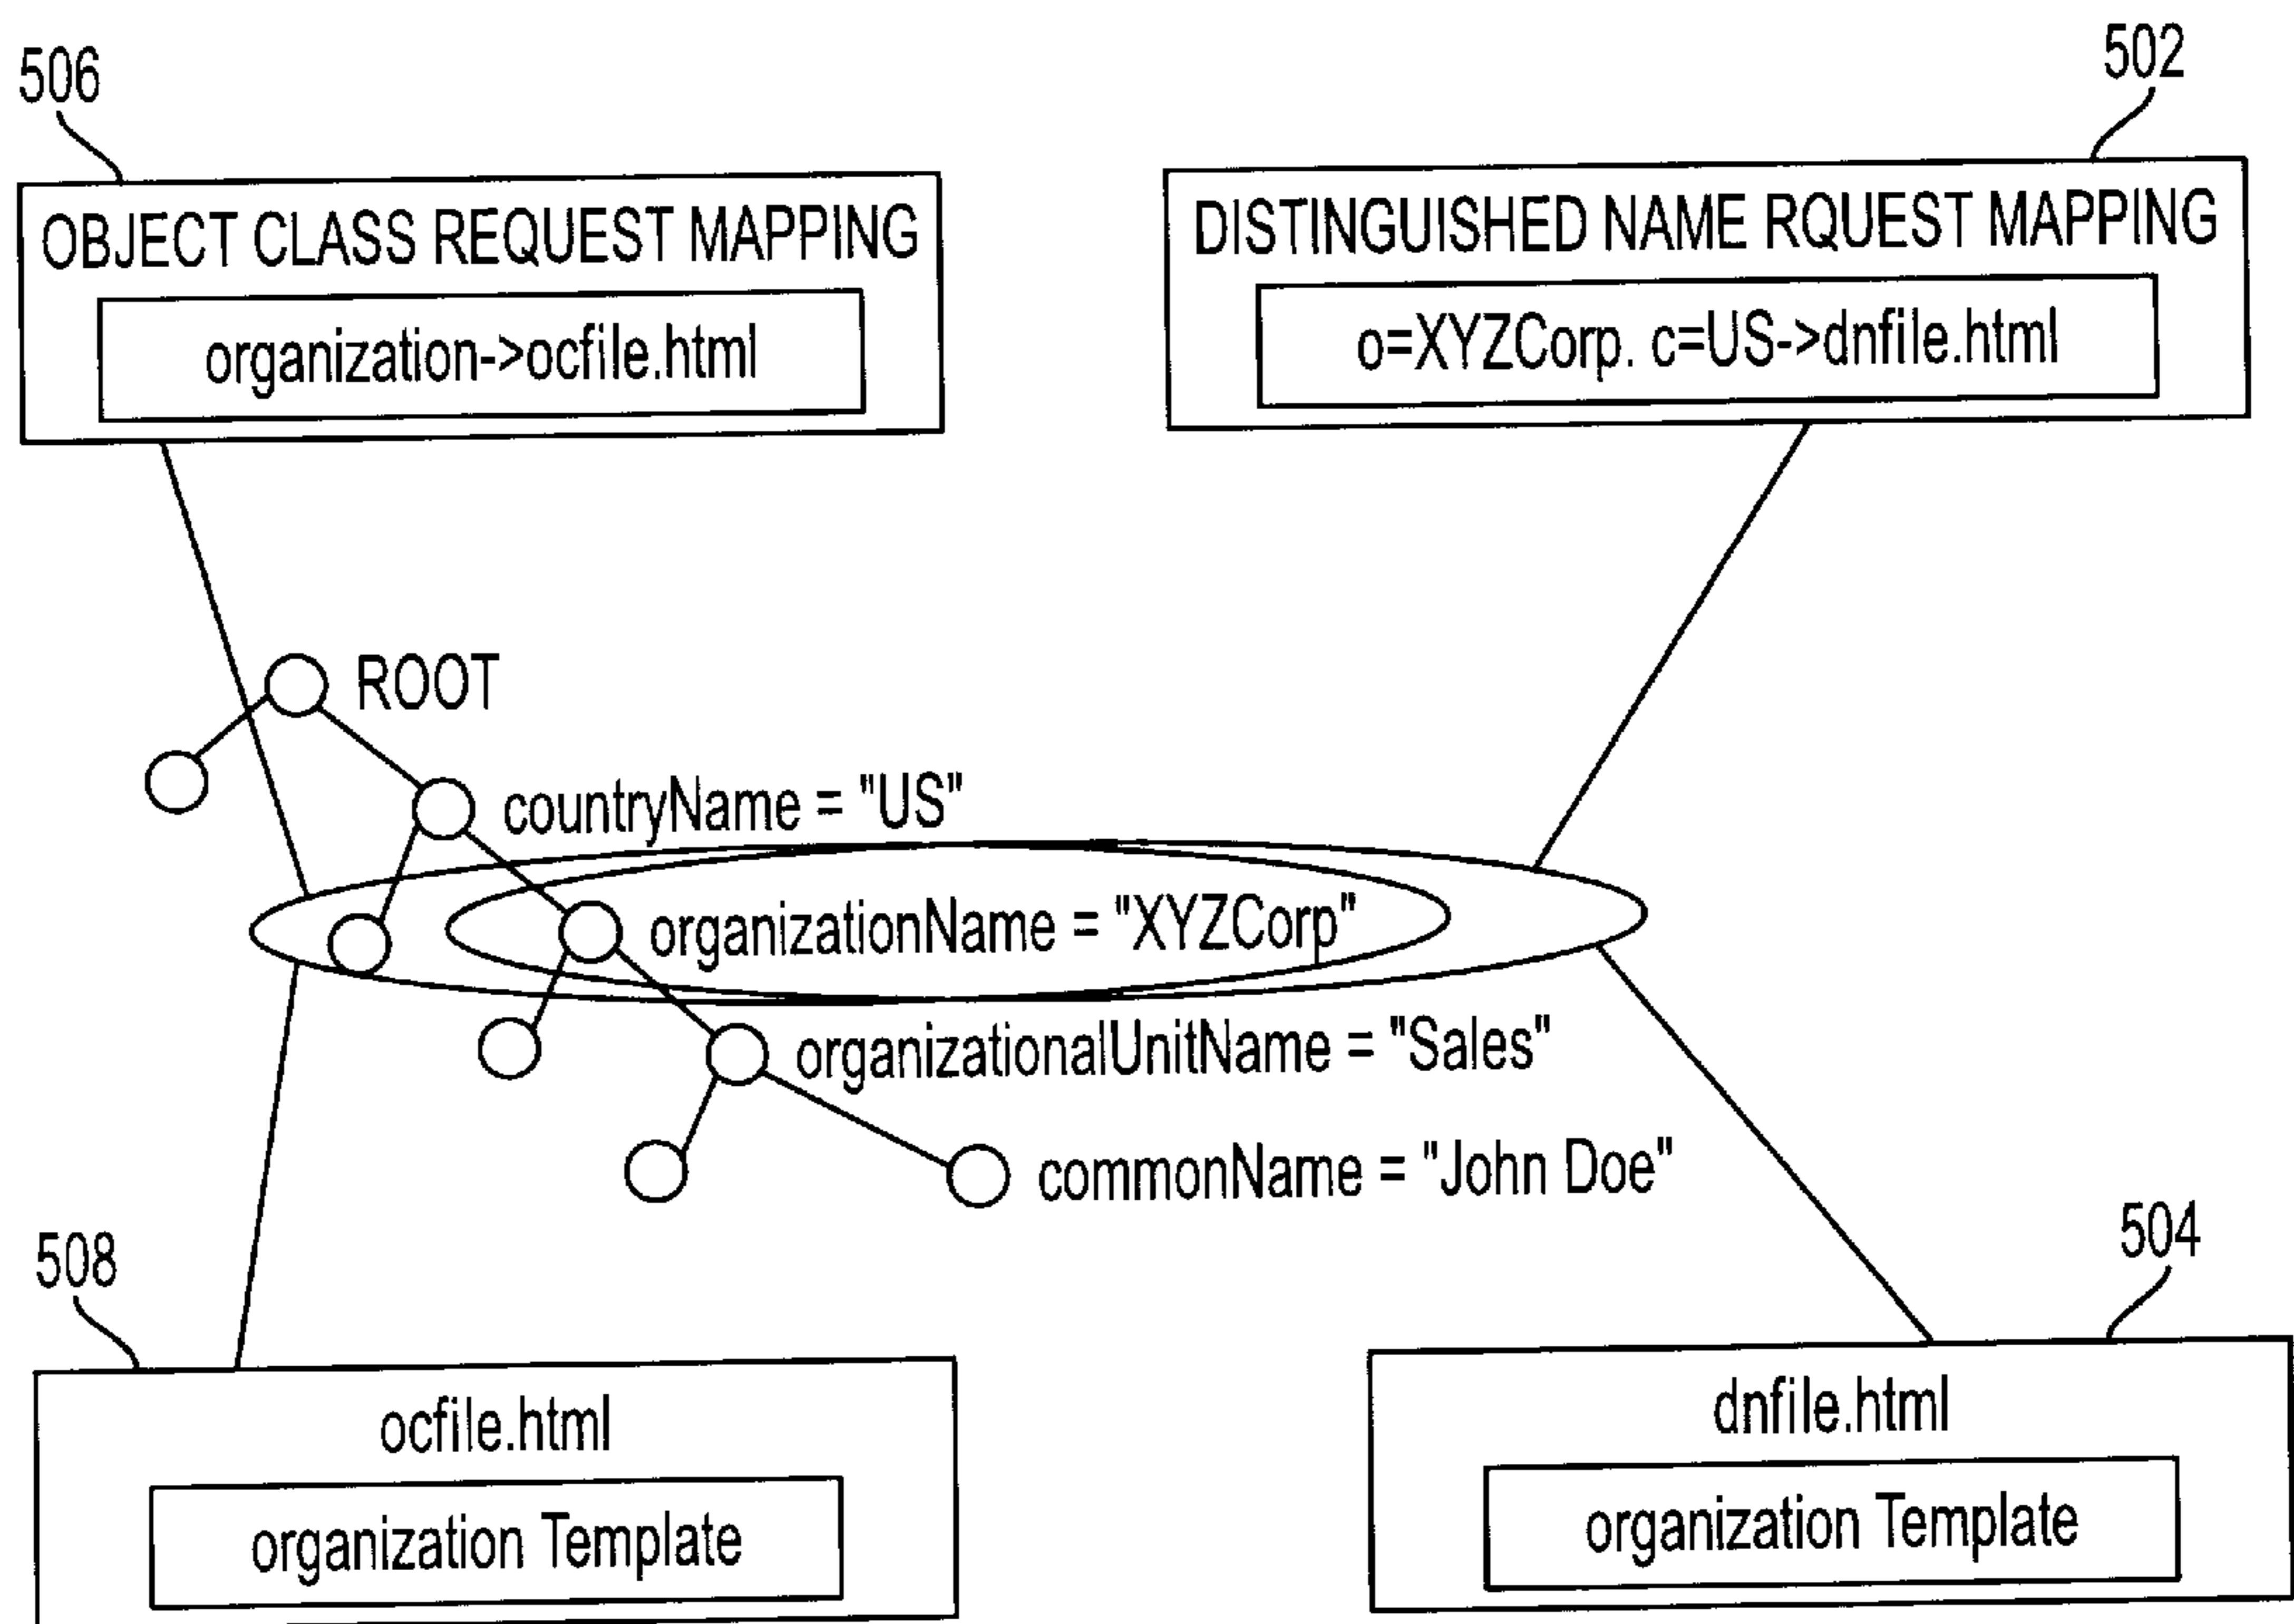 506
502
OBJECT CLASS REQUEST MAPPING
DISTINGUISHED NAME RQUEST MAPPING
organization->ocfile.html
o=XYZCorp. c=US->dnfile.html
ROOT
countryName = "US"
organizationName = "XYZCorp"
organizationalUnitName = "Sales"
commonName = "John Doe"
508
504
ocfile.html
dnfile.html
organization Template
organization Template